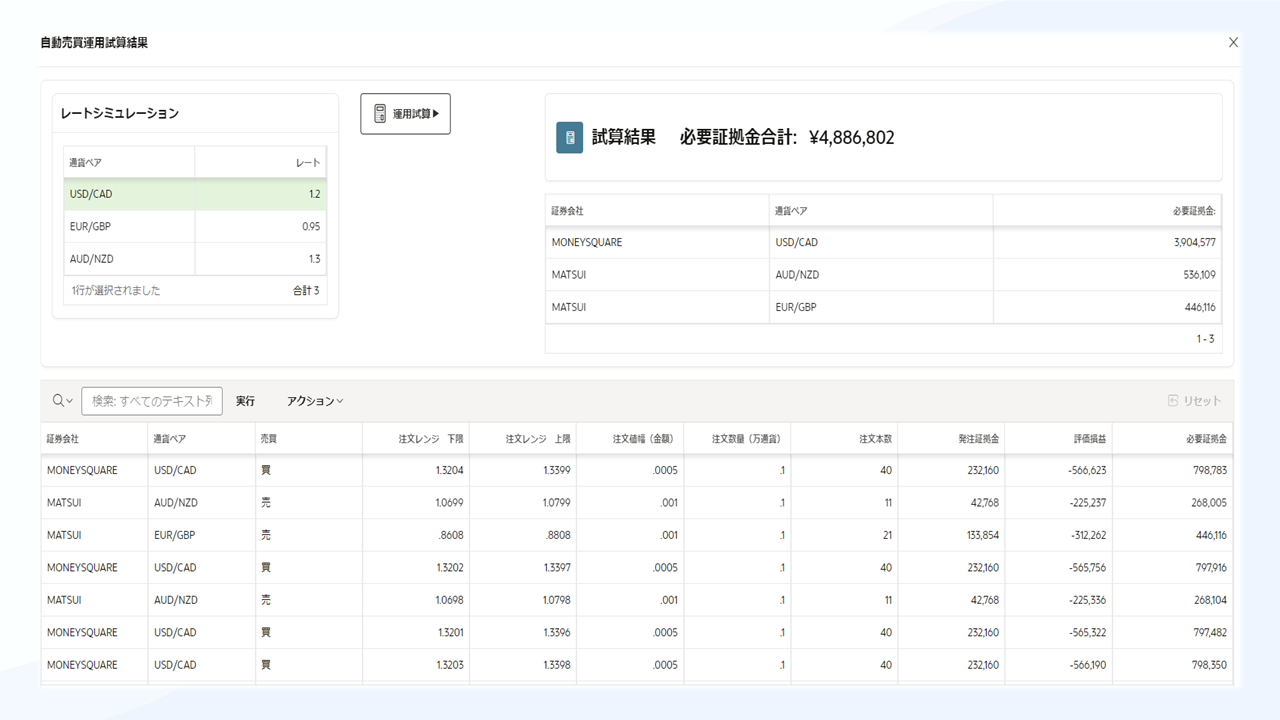 自動売買運用試算結果
レートシミュレーション
通貨ペア レート
USD/CAD 1.2
EUR/GBP 0.95
AUD/NZD 1.3
1行が選択されました 合計 3
運用試算▶
試算結果 必要証拠金合計: ¥4,886,802
証券会社 通貨ペア 必要証拠金:
MONEYSQUARE USD/CAD 3,904,577
MATSUI AUD/NZD 536,109
MATSUI EUR/GBP 446,116
1 - 3
検索: すべてのテキスト列 実行 アクション リセット
証券会社 通貨ペア 売買 注文レンジ 下限 注文レンジ 上限 注文値幅（金額） 注文数量（万通貨） 注文本数 発注証拠金 評価損益 必要証拠金
MONEYSQUARE USD/CAD 買 1.3204 1.3399 .0005 .1 40 232,160 -566,623 798,783
MATSUI AUD/NZD 売 1.0699 1.0799 .001 .1 11 42,768 -225,237 268,005
MATSUI EUR/GBP 売 .8608 .8808 .001 .1 21 133,854 -312,262 446,116
MONEYSQUARE USD/CAD 買 1.3202 1.3397 .0005 .1 40 232,160 -565,756 797,916
MATSUI AUD/NZD 売 1.0698 1.0798 .001 .1 11 42,768 -225,336 268,104
MONEYSQUARE USD/CAD 買 1.3201 1.3396 .0005 .1 40 232,160 -565,322 797,482
MONEYSQUARE USD/CAD 買 1.3203 1.3398 .0005 .1 40 232,160 -566,190 798,350